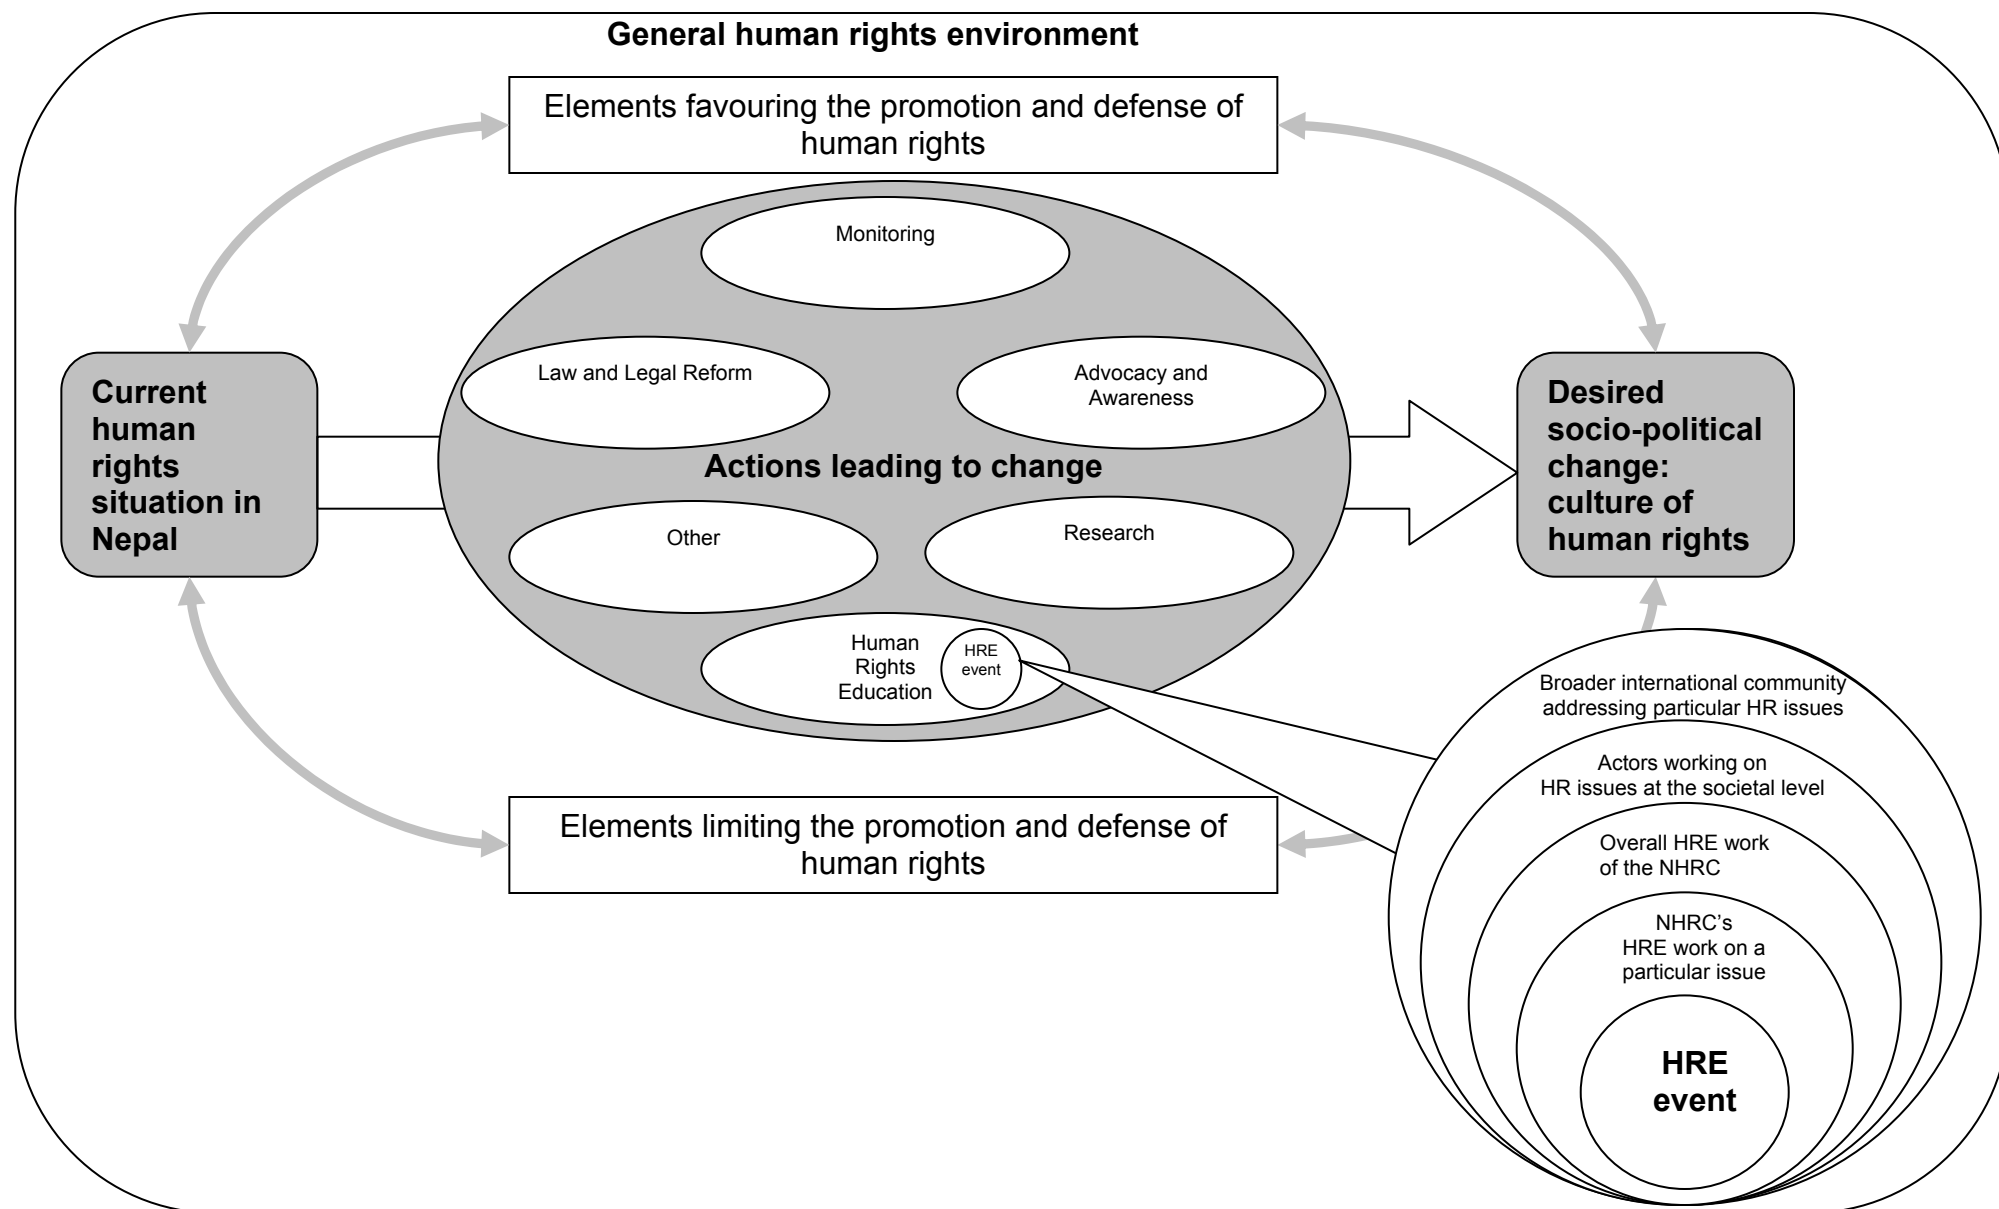 General human rights environment
Elements favouring the promotion and defense of
human rights
Monitoring
Law and Legal Reform
Advocacy and
Awareness
Current
human
rights
situation in
Nepal
Actions leading to change
Desired
socio-political
change:
culture of
human rights
Other
Research
Human
Rights
Education
HRE
event
Elements limiting the promotion and defense of
human rights
Broader international community
addressing particular HR issues
Actors working on
HR issues at the societal level
Overall HRE work
of the NHRC
NHRC’s
HRE work on a
particular issue
HRE
event